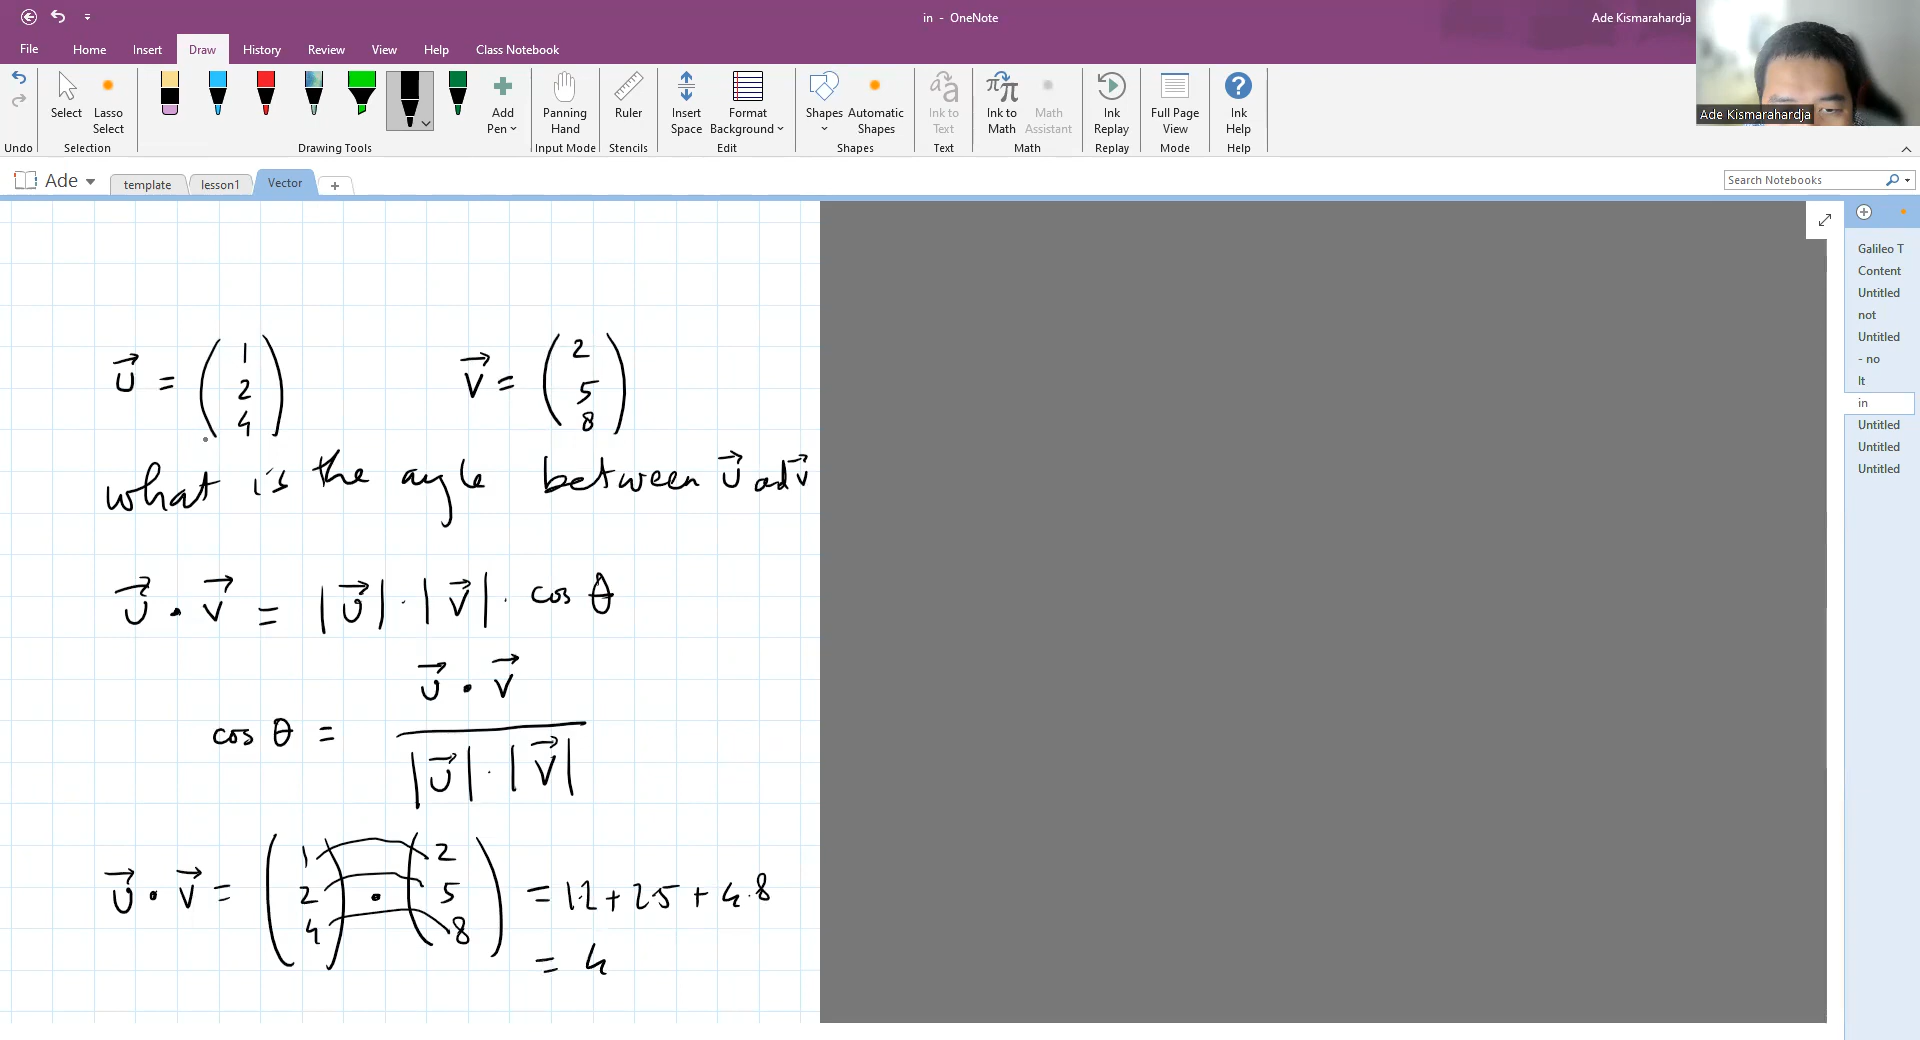 in - OneNote
Ade Kismarahardja
File Home Insert Draw History Review View Help Class Notebook
Select
Lasso Select
Add Pen
Panning Hand
Ruler
Insert Space
Format Background
Shapes
Automatic Shapes
Ink to Text
Ink to Math
Math Assistant
Ink Replay
Full Page View
Ink Help
Ade Kismarahardja
Undo Selection Drawing Tools Input Mode Stencils Edit Shapes Text Math Replay Mode Help
Ade template lesson1 Vector
Search Notebooks
Galileo T
Content
Untitled
not
Untitled
- no
It
in
Untitled
Untitled
Untitled
u⃗ = (1 2 4) v⃗ = (2 5 8)
what is the angle between u⃗ and v⃗
u⃗ · v⃗ = |u⃗| · |v⃗| · cos θ
cos θ = u⃗ · v⃗ / |u⃗| · |v⃗|
u⃗ · v⃗ = (1 2 4) · (2 5 8) = 1.2 + 2.5 + 4.8
= 4